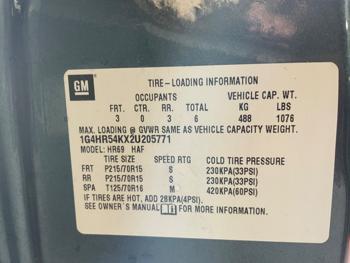 GM
TIRE-LOADING INFORMATION
OCCUPANTS VEHICLE CAP. WT.
FRT. CTR. RR. TOTAL KG LBS
3 0 3 6 488 1076
MAX. LOADING @ GVWR SAME AS VEHICLE CAPACITY WEIGHT.
1G4HR54KX2U205771
MODEL: HR69 HAF
TIRE SIZE SPEED RTG COLD TIRE PRESSURE
FRT P215/70R15 S 230KPA(33PSI)
RR P215/70R15 S 230KPA(33PSI)
SPA T125/70R16 M 420KPA(60PSI)
IF TIRES ARE HOT, ADD 28KPA(4PSI).
SEE OWNER'S MANUAL FOR MORE INFORMATION.